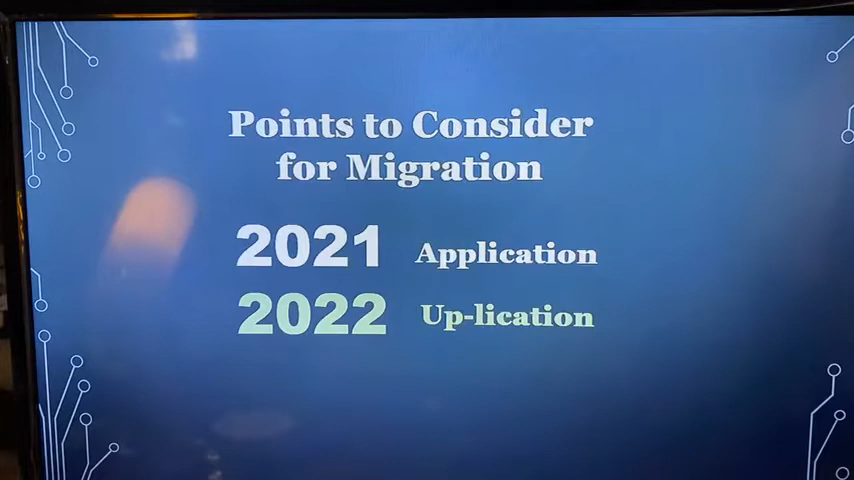 Points to Consider
for Migration
2021 Application
2022 Up-lication